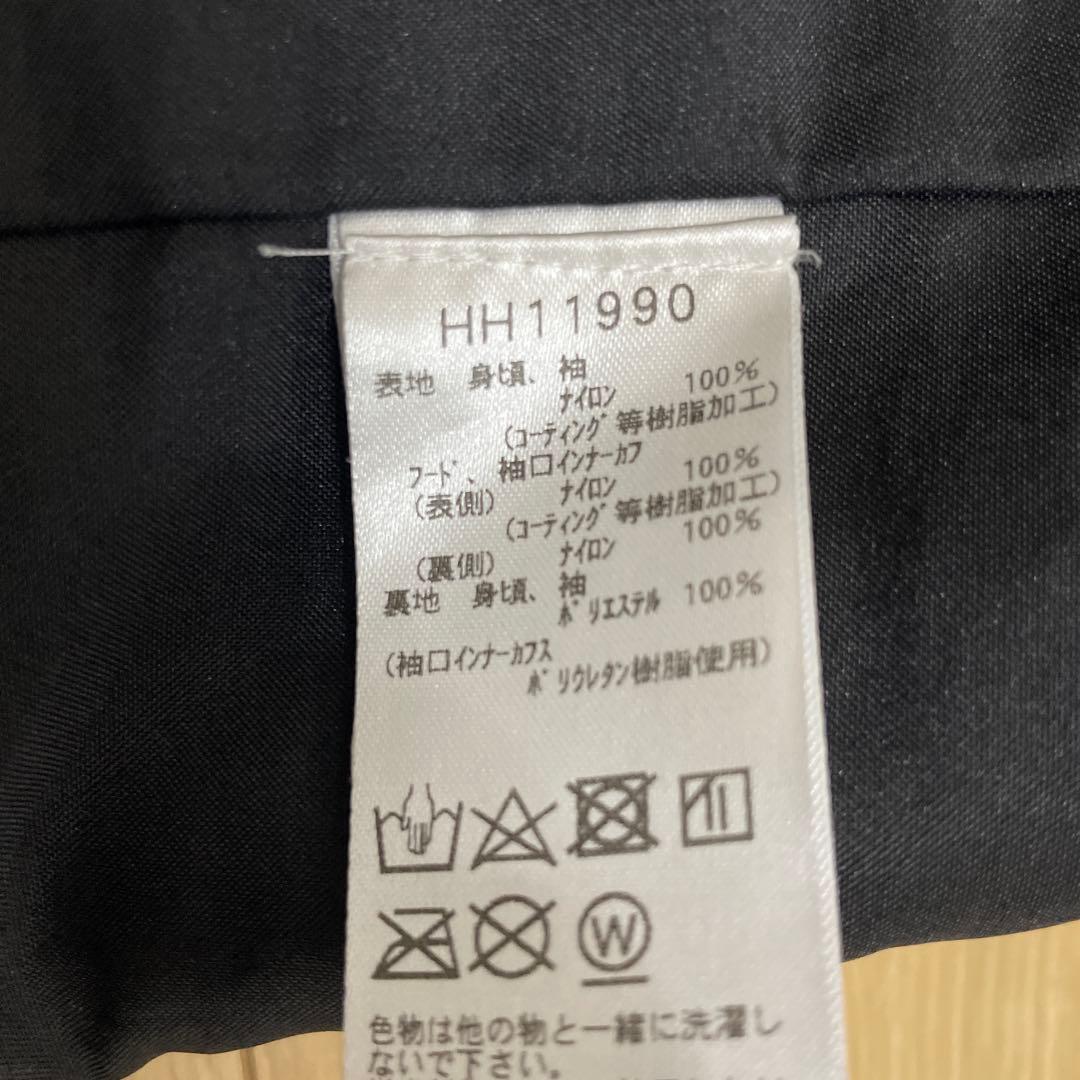 HH11990
表地 身頃、袖
ナイロン 100%
(コーティング等樹脂加工)
フード、袖口インナーカフ
(表側) ナイロン 100%
(コーティング等樹脂加工)
(裏側) ナイロン 100%
裏地 身頃、袖
ポリエステル 100%
(袖口インナーカフス
ポリウレタン樹脂使用)
W
色物は他の物と一緒に洗濯し
ないで下さい。